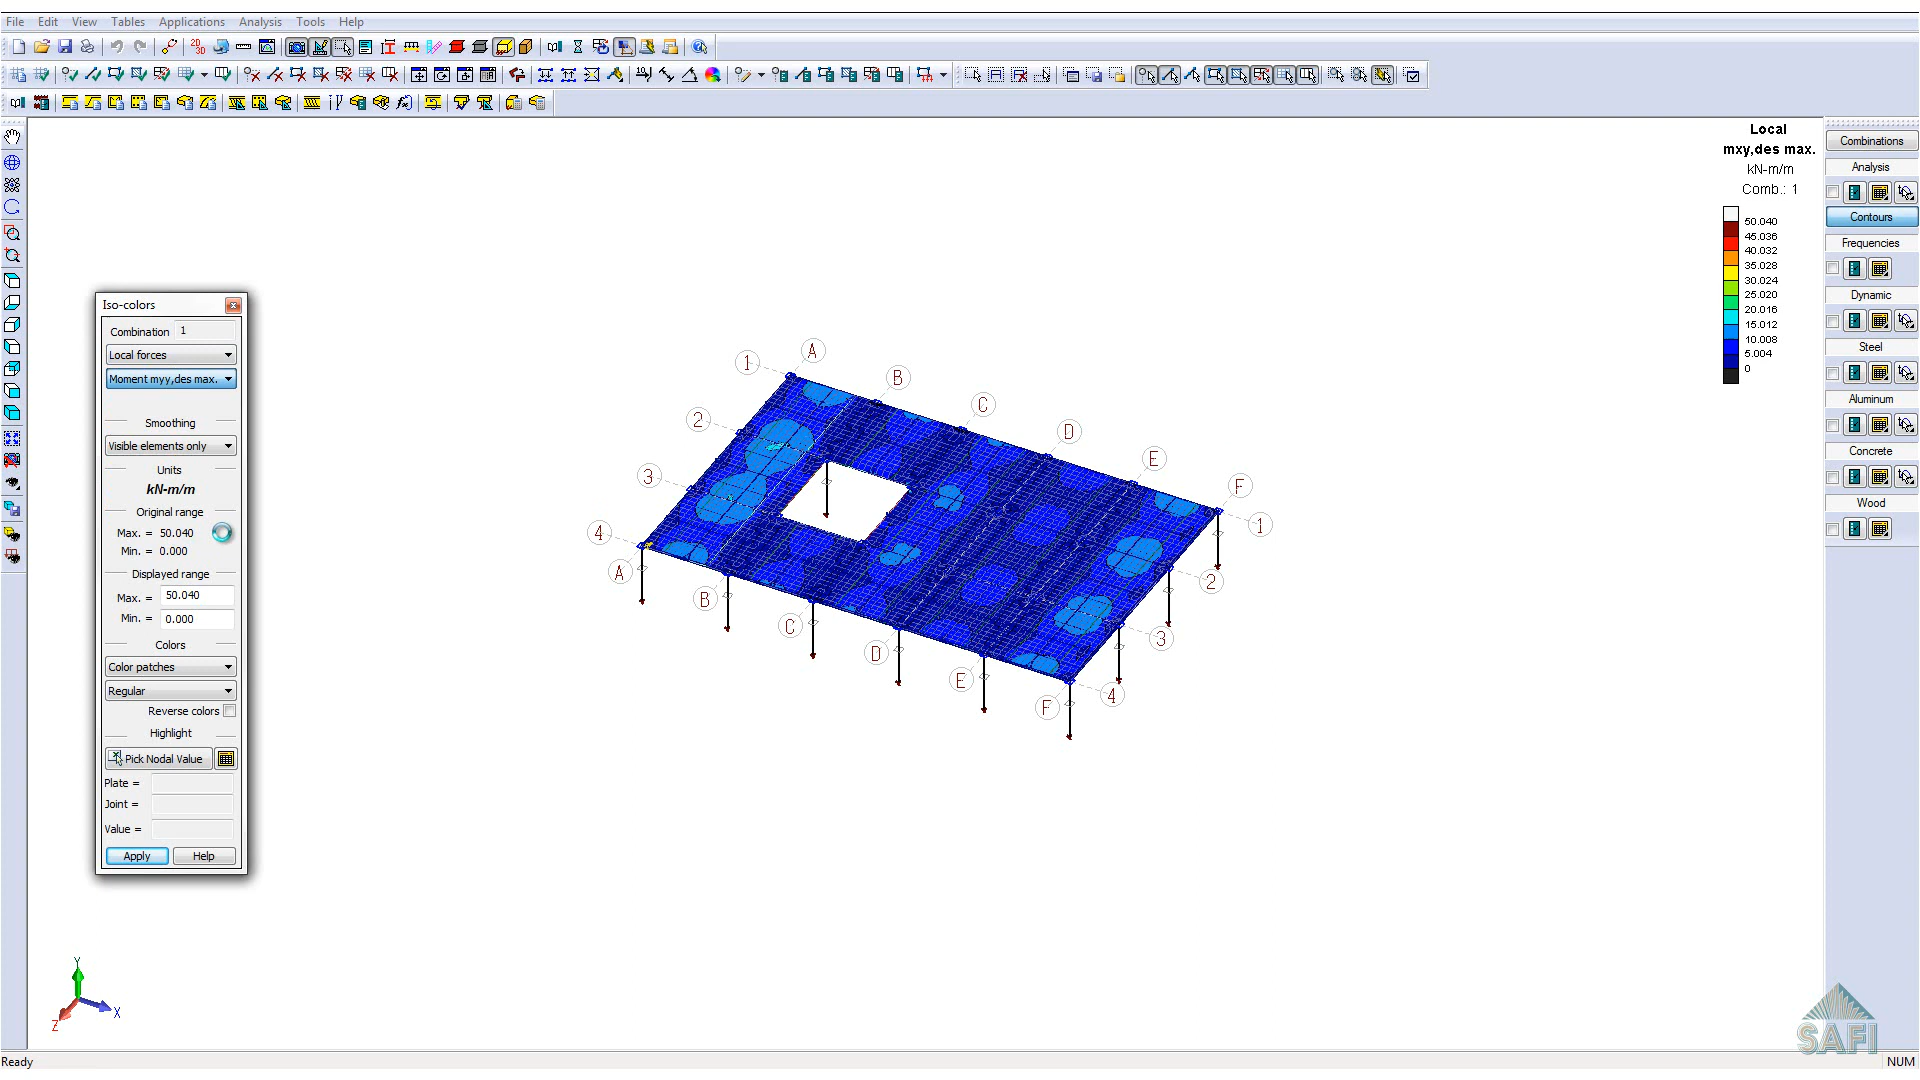 File Edit View Tables Applications Analysis Tools Help
Local
mxy,des max.
kN-m/m
Comb.: 1
50.040
45.036
40.032
35.028
30.024
25.020
20.016
15.012
10.008
5.004
0
Combinations
Analysis
Contours
Frequencies
Dynamic
Steel
Aluminum
Concrete
Wood
Iso-colors
Combination 1
Local forces
Moment myy,des max.
Smoothing
Visible elements only
Units
kN-m/m
Original range
Max. = 50.040
Min. = 0.000
Displayed range
Max. = 50.040
Min. = 0.000
Colors
Color patches
Regular
Reverse colors
Highlight
Pick Nodal Value
Plate =
Joint =
Value =
Apply Help
1 A
B
C
2 D
E
3 F
1
4
A 2
B
C 3
D
E 4
F
Y
X
Z
SAFI
Ready NUM